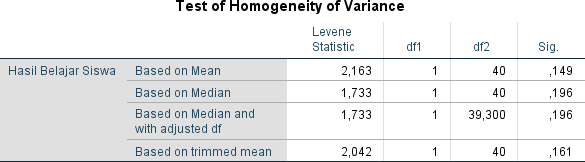 Test of Homogeneity of Variance
Levene
Statistic df1 df2 Sig.
Hasil Belajar Siswa Based on Mean 2,163 1 40 ,149
Based on Median 1,733 1 40 ,196
Based on Median and
with adjusted df 1,733 1 39,300 ,196
Based on trimmed mean 2,042 1 40 ,161